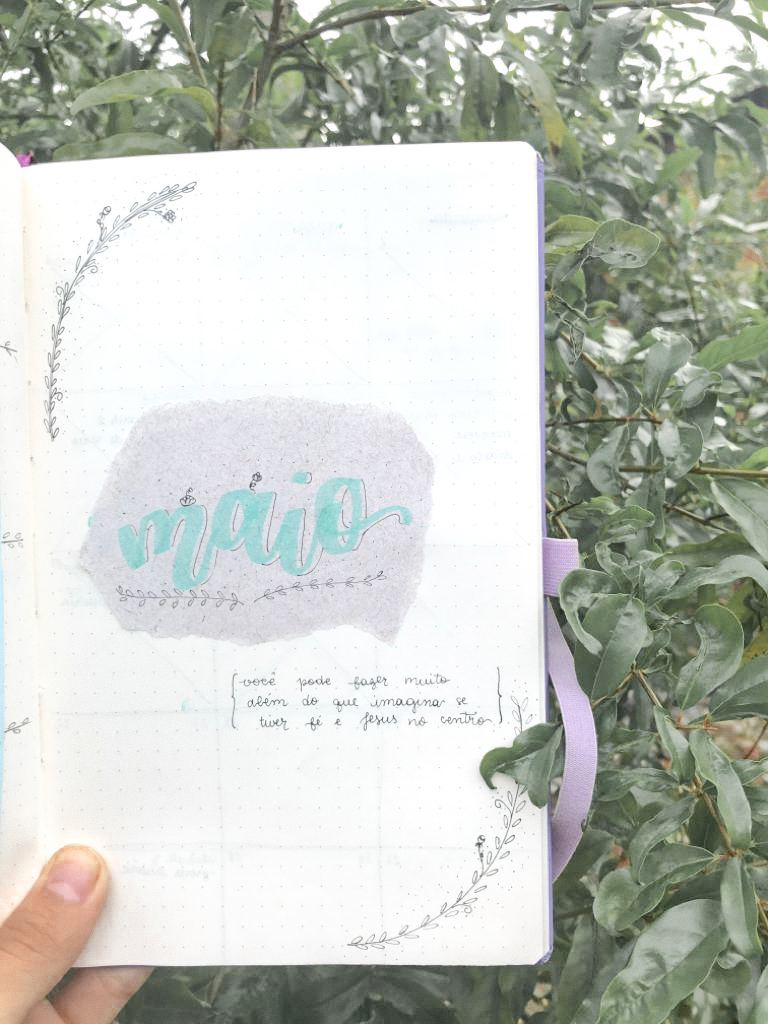 maio
{você pode fazer muito
além do que imagina se
tiver fé e Jesus no centro}